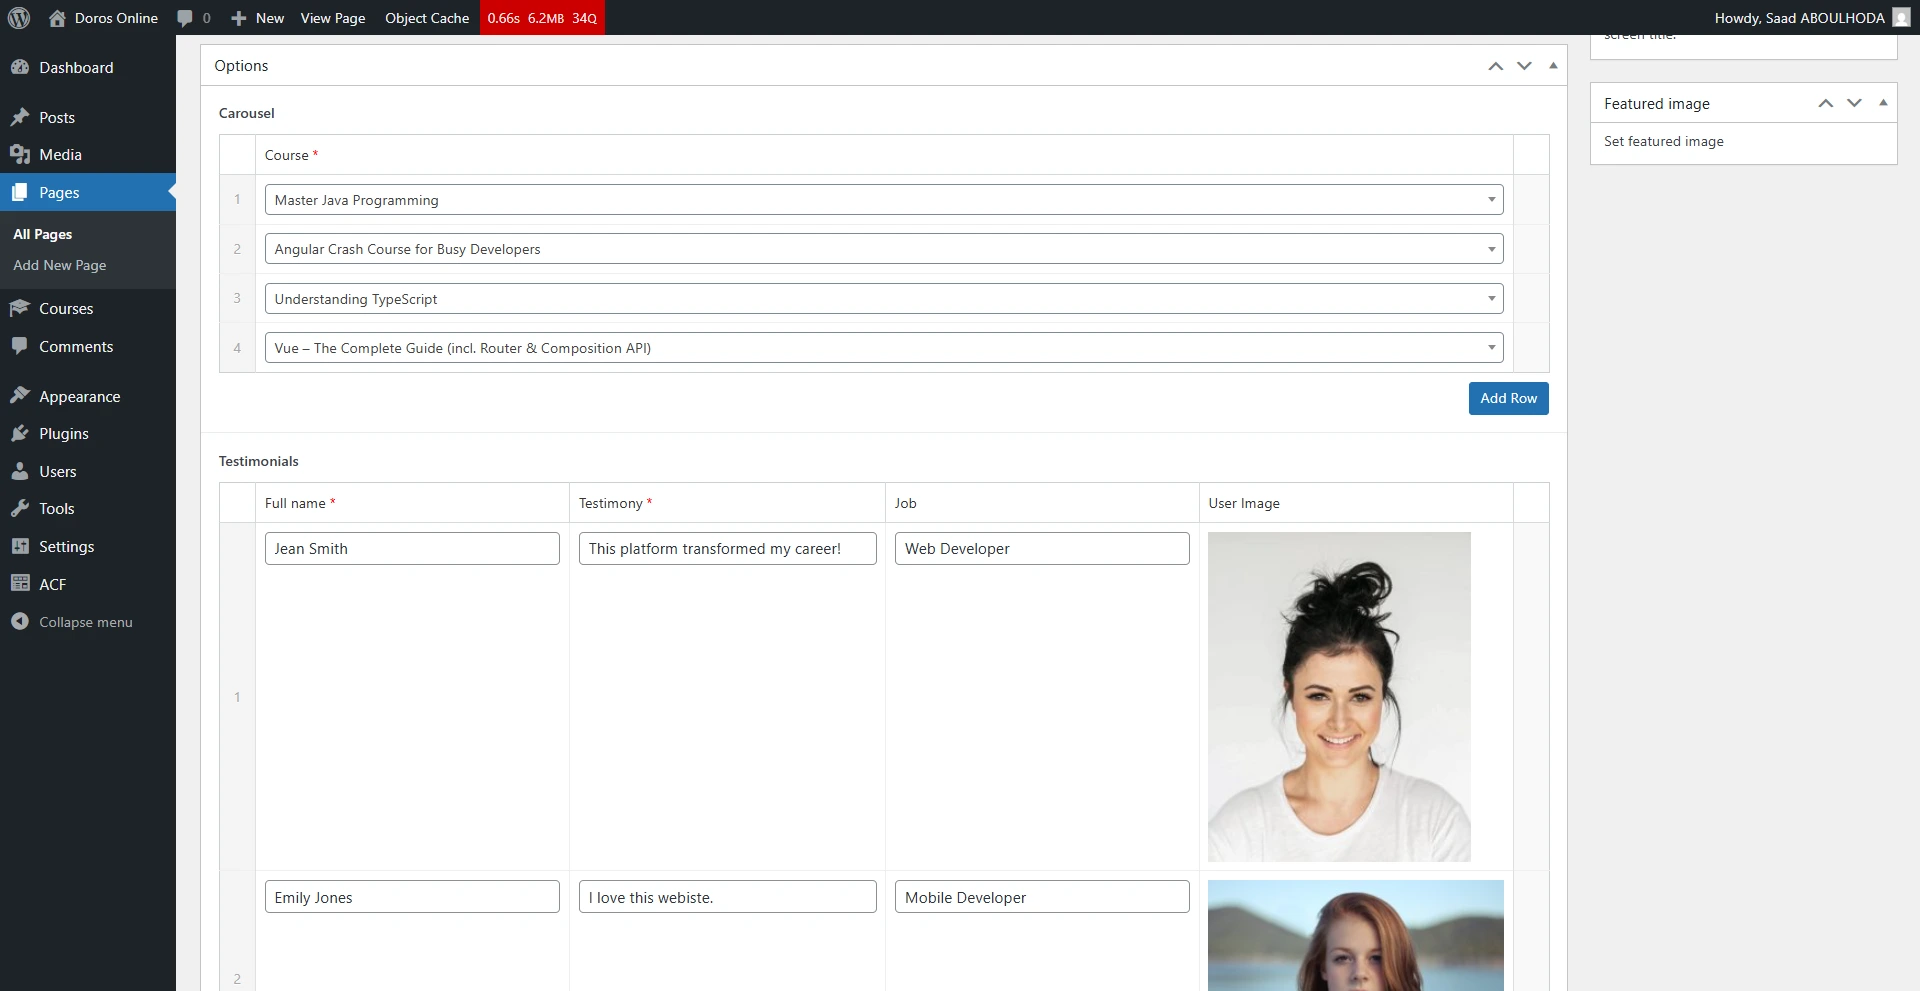 Doros Online 0 New View Page Object Cache 0.66s 6.2MB 34Q Howdy, Saad ABOULHODA
screen title.
Dashboard
Posts
Media
Pages
All Pages
Add New Page
Courses
Comments
Appearance
Plugins
Users
Tools
Settings
ACF
Collapse menu
Options
Carousel
Course *
1 Master Java Programming
2 Angular Crash Course for Busy Developers
3 Understanding TypeScript
4 Vue – The Complete Guide (incl. Router & Composition API)
Add Row
Testimonials
Full name * Testimony * Job User Image
1 Jean Smith This platform transformed my career! Web Developer
2 Emily Jones I love this webiste. Mobile Developer
Featured image
Set featured image